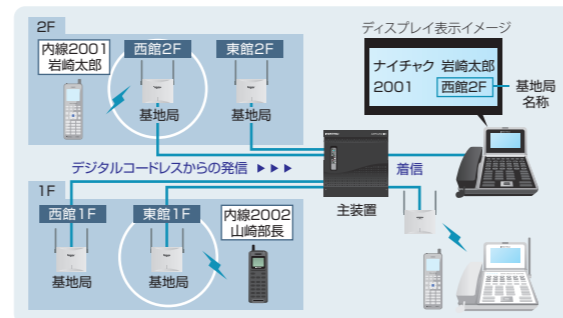 2F
内線2001
岩崎太郎
西館2F
東館2F
基地局
基地局
ディスプレイ表示イメージ
ナイチャク 岩崎太郎
2001 西館2F
基地局
名称
デジタルコードレスからの発信 ▶▶▶
着信
主装置
1F
西館1F
東館1F
内線2002
山崎部長
基地局
基地局